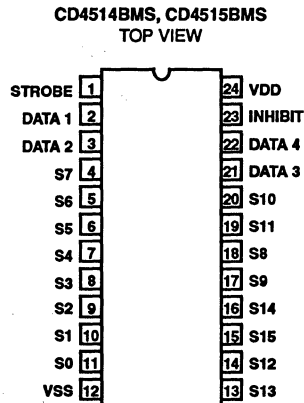 CD4514BMS, CD4515BMS
TOP VIEW
STROBE 1 24 VDD
DATA 1 2 23 INHIBIT
DATA 2 3 22 DATA 4
S7 4 21 DATA 3
S6 5 20 S10
S5 6 19 S11
S4 7 18 S8
S3 8 17 S9
S2 9 16 S14
S1 10 15 S15
S0 11 14 S12
VSS 12 13 S13